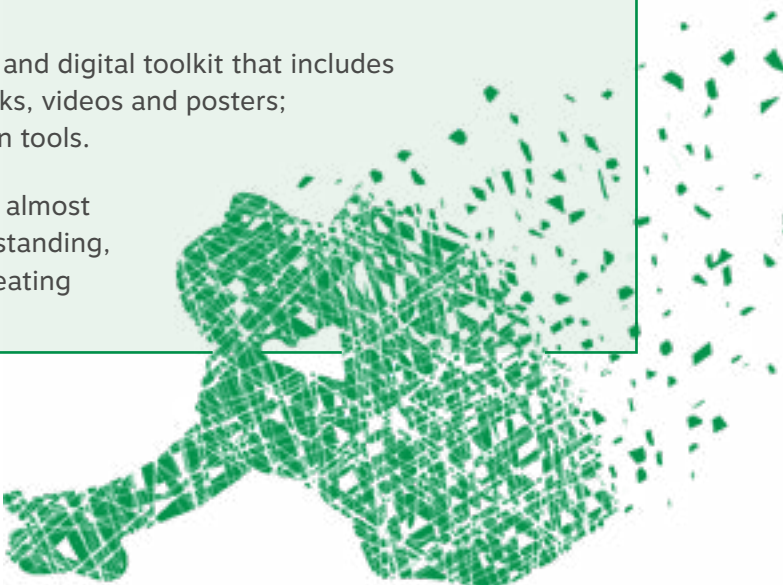 and digital toolkit that includes
ks, videos and posters;
n tools.
almost
standing,
eating